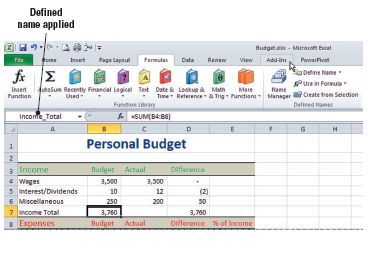 Defined
name applied
Budget.xlsx - Microsoft Excel
File Home Insert Page Layout Formulas Data Review View Add-Ins PowerPivot
fx Σ Insert Function AutoSum Recently Used Financial Logical Text Date & Time Lookup & Reference Math & Trig More Functions Name Manager Define Name Use in Formula Create from Selection
Function Library Defined Names
Income_Total fx =SUM(B4:B6)
A B C D E F G H
1 Personal Budget
2
3 Income Budget Actual Difference
4 Wages 3,500 3,500 -
5 Interest/Dividends 10 12 (2)
6 Miscellaneous 250 200 50
7 Income Total 3,760 3,760
8 Expenses Budget Actual Difference % of Income